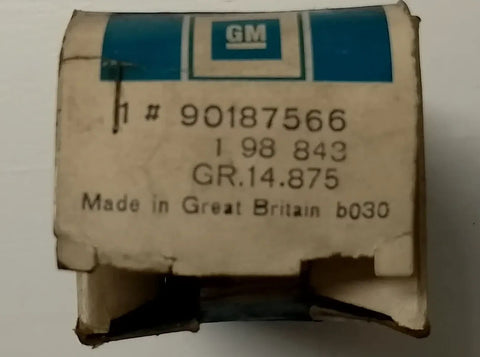 GM
1 # 90187566
1 98 843
GR.14.875
Made in Great Britain b030